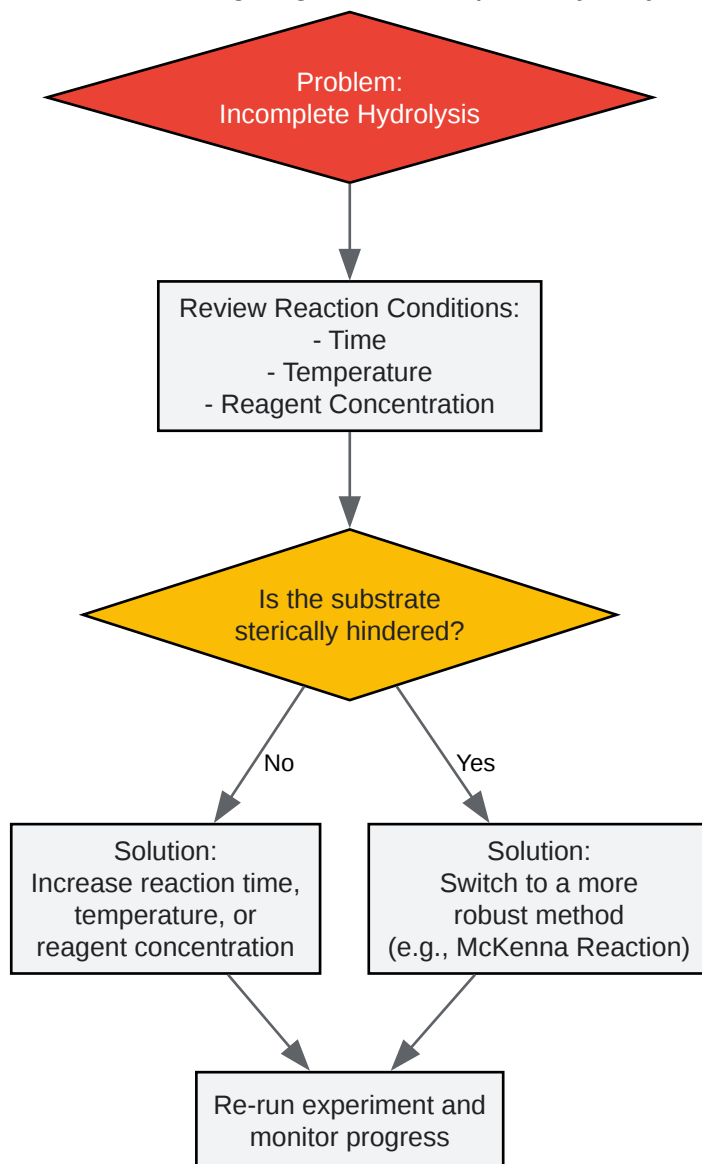 Problem:
Incomplete Hydrolysis
Review Reaction Conditions:
- Time
- Temperature
- Reagent Concentration
Is the substrate
sterically hindered?
No
Yes
Solution:
Increase reaction time,
temperature, or
reagent concentration
Solution:
Switch to a more
robust method
(e.g., McKenna Reaction)
Re-run experiment and
monitor progress